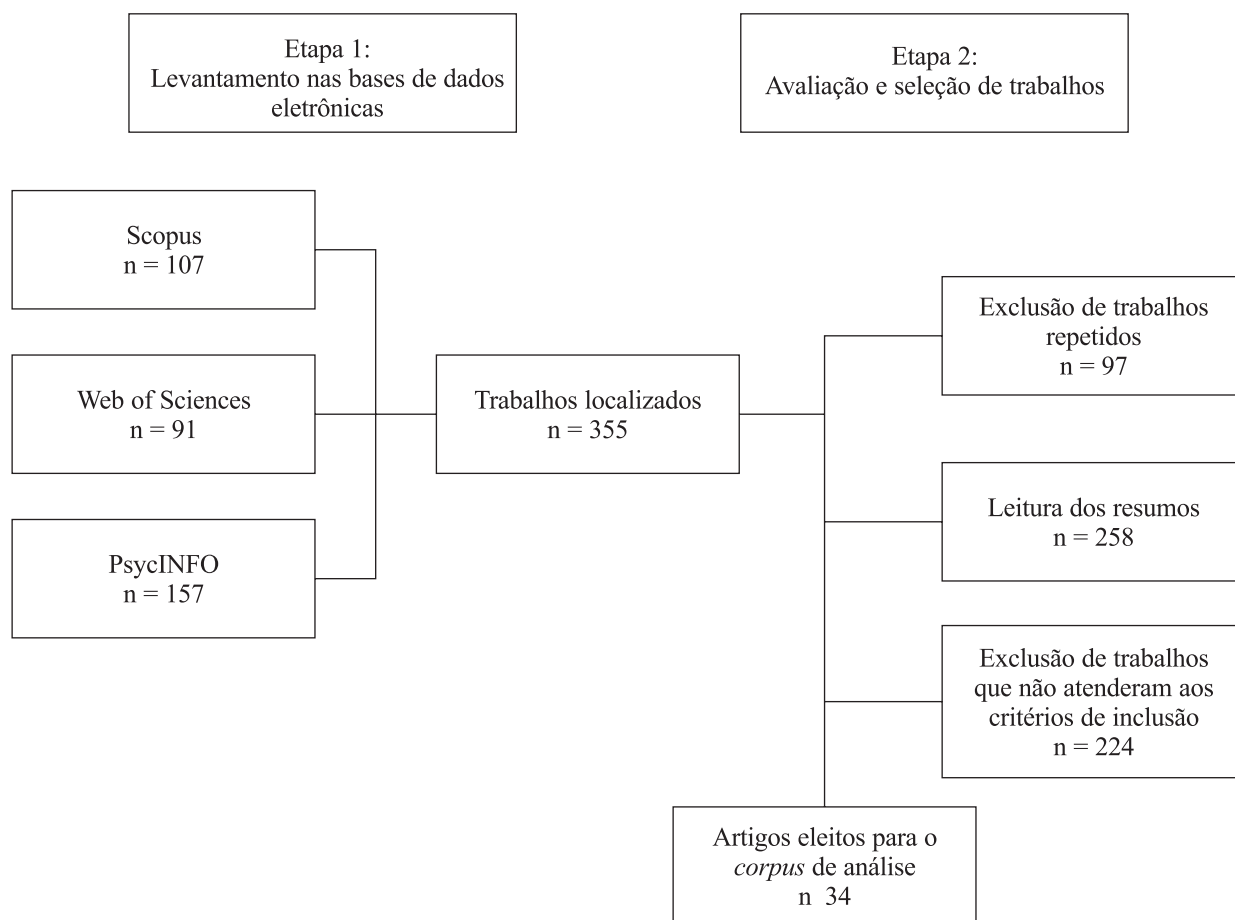 Etapa 1:
Levantamento nas bases de dados
eletrônicas
Etapa 2:
Avaliação e seleção de trabalhos
Scopus
n = 107
Web of Sciences
n = 91
PsycINFO
n = 157
Trabalhos localizados
n = 355
Exclusão de trabalhos
repetidos
n = 97
Leitura dos resumos
n = 258
Exclusão de trabalhos
que não atenderam aos
critérios de inclusão
n = 224
Artigos eleitos para o
corpus de análise
n 34